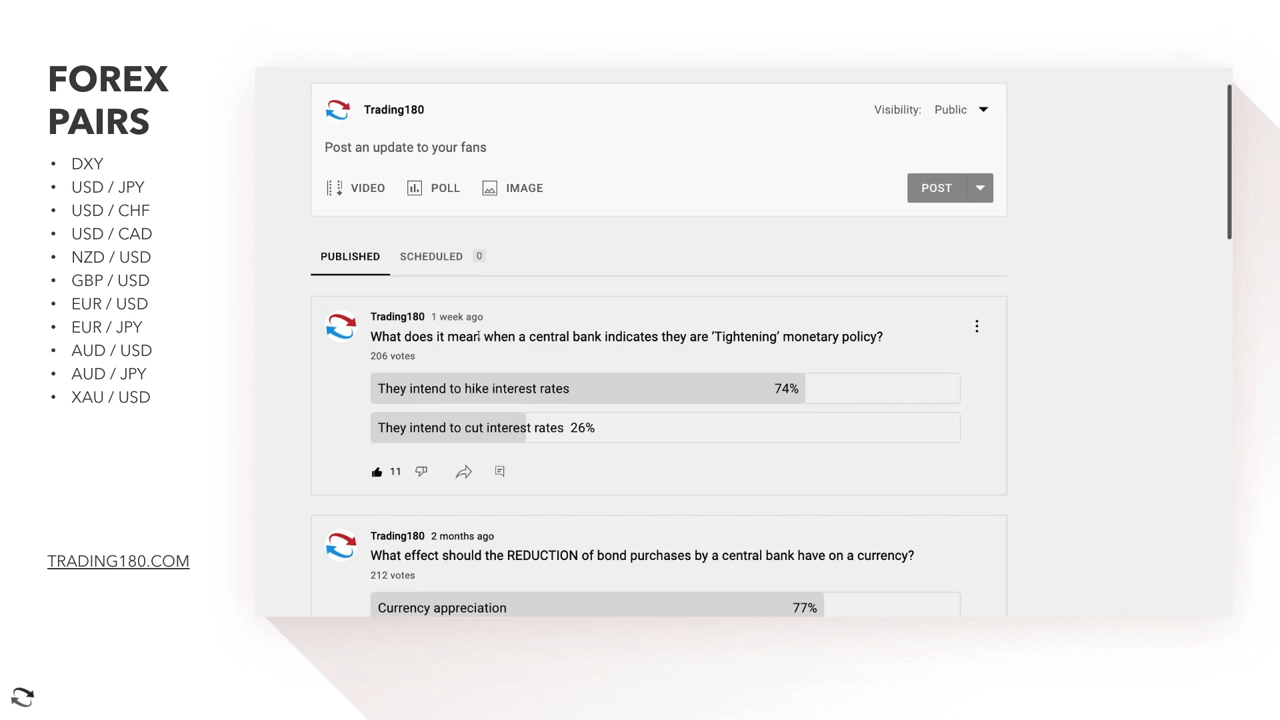 FOREX
PAIRS
• DXY
• USD / JPY
• USD / CHF
• USD / CAD
• NZD / USD
• GBP / USD
• EUR / USD
• EUR / JPY
• AUD / USD
• AUD / JPY
• XAU / USD
TRADING180.COM
Trading180
Visibility: Public
Post an update to your fans
VIDEO POLL IMAGE
POST
PUBLISHED SCHEDULED 0
Trading180 1 week ago
What does it mean when a central bank indicates they are 'Tightening' monetary policy?
206 votes
They intend to hike interest rates 74%
They intend to cut interest rates 26%
11
Trading180 2 months ago
What effect should the REDUCTION of bond purchases by a central bank have on a currency?
212 votes
Currency appreciation 77%